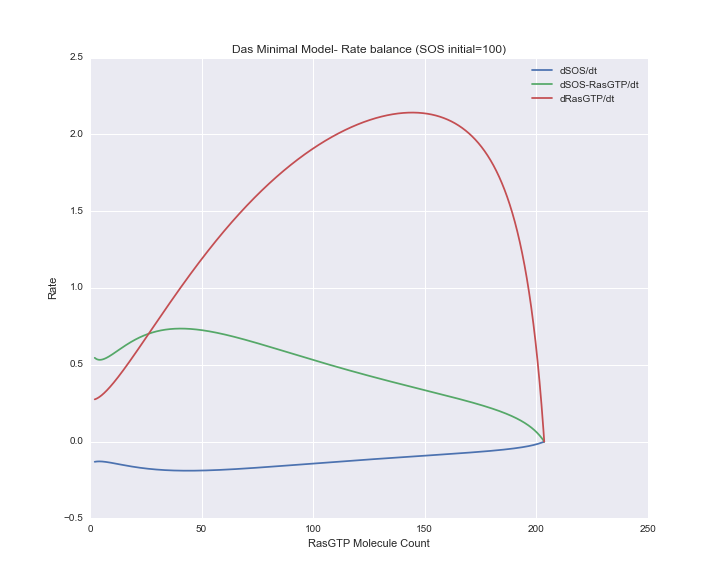 Das Minimal Model- Rate balance (SOS initial=100)
2.5
2.0
1.5
1.0
0.5
0.0
−0.5
Rate
dSOS/dt
dSOS-RasGTP/dt
dRasGTP/dt
0 50 100 150 200 250
RasGTP Molecule Count